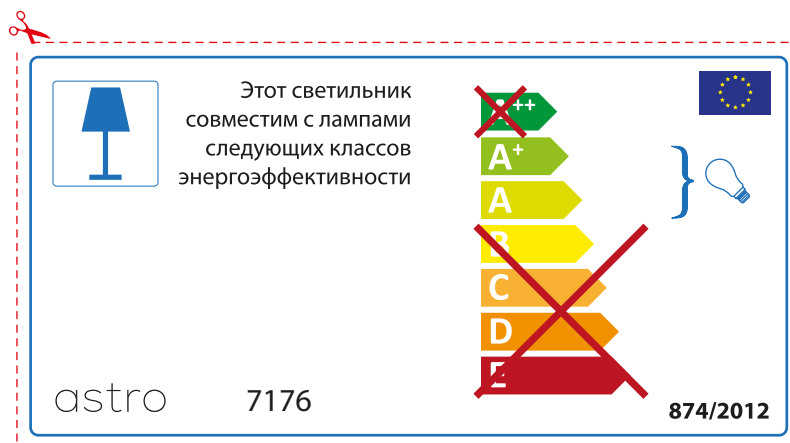 Этот светильник
совместим с лампами
следующих классов
энергоэффективности
A++
A+
A
B
C
D
E
astro
7176
874/2012